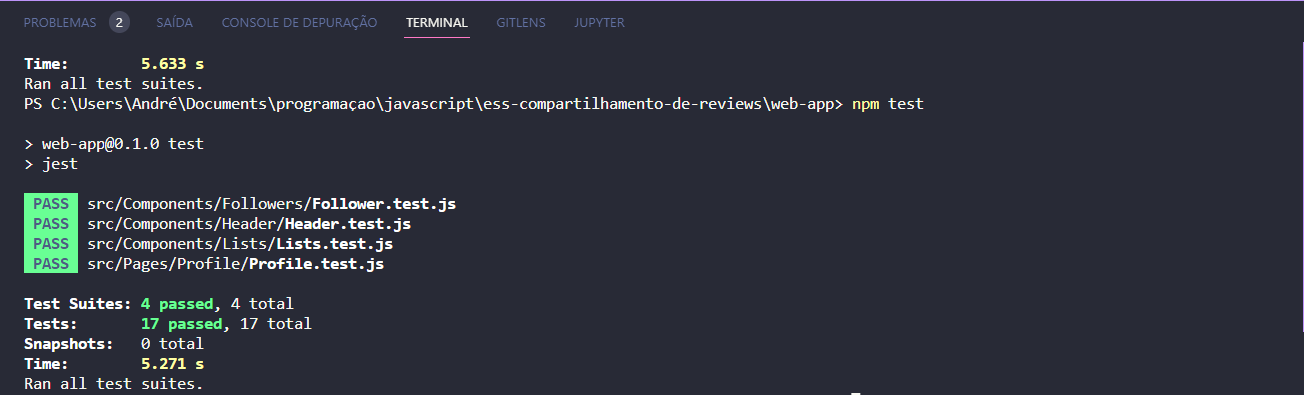 PROBLEMAS 2 SAÍDA CONSOLE DE DEPURAÇÃO TERMINAL GITLENS JUPYTER
Time: 5.633 s
Ran all test suites.
PS C:\Users\André\Documents\programaçao\javascript\ess-compartilhamento-de-reviews\web-app> npm test
> web-app@0.1.0 test
> jest
PASS src/Components/Followers/Follower.test.js
PASS src/Components/Header/Header.test.js
PASS src/Components/Lists/Lists.test.js
PASS src/Pages/Profile/Profile.test.js
Test Suites: 4 passed, 4 total
Tests: 17 passed, 17 total
Snapshots: 0 total
Time: 5.271 s
Ran all test suites.